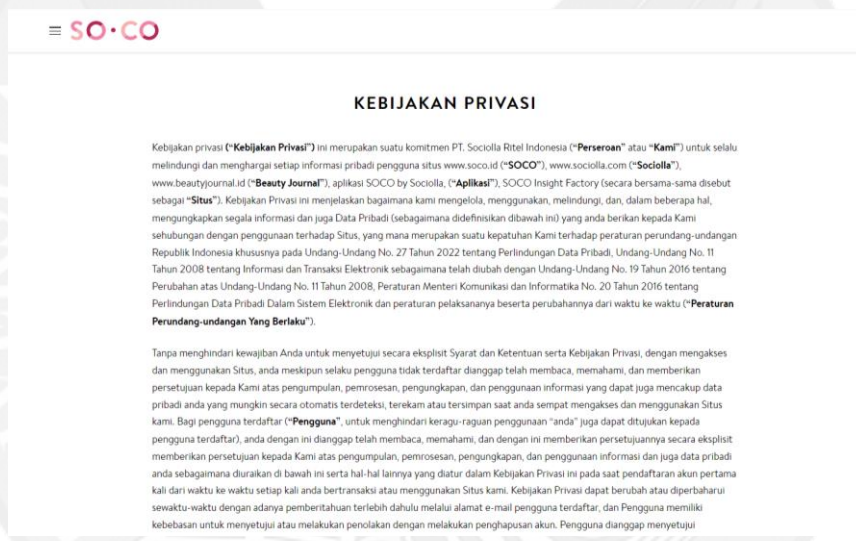 SO•CO
KEBIJAKAN PRIVASI
Kebijakan privasi ("Kebijakan Privasi") ini merupakan suatu komitmen PT. Sociolla Ritel Indonesia ("Perseroan" atau "Kami") untuk selalu
melindungi dan menghargai setiap informasi pribadi pengguna situs www.soco.id ("SOCO"), www.sociolla.com ("Sociolla"),
www.beautyjournal.id ("Beauty Journal"), aplikasi SOCO by Sociolla, ("Aplikasi"), SOCO Insight Factory (secara bersama-sama disebut
sebagai "Situs"). Kebijakan Privasi ini menjelaskan bagaimana kami mengelola, menggunakan, melindungi, dan, dalam beberapa hal,
mengungkapkan segala informasi dan juga Data Pribadi (sebagaimana didefinisikan dibawah ini) yang anda berikan kepada Kami
sehubungan dengan penggunaan terhadap Situs, yang mana merupakan suatu kepatuhan Kami terhadap peraturan perundang-undangan
Republik Indonesia khususnya pada Undang-Undang No. 27 Tahun 2022 tentang Perlindungan Data Pribadi, Undang-Undang No. 11
Tahun 2008 tentang Informasi dan Transaksi Elektronik sebagaimana telah diubah dengan Undang-Undang No. 19 Tahun 2016 tentang
Perubahan atas Undang-Undang No. 11 Tahun 2008, Peraturan Menteri Komunikasi dan Informatika No. 20 Tahun 2016 tentang
Perlindungan Data Pribadi Dalam Sistem Elektronik dan peraturan pelaksananya beserta perubahannya dari waktu ke waktu ("Peraturan
Perundang-undangan Yang Berlaku").
Tanpa menghindari kewajiban Anda untuk menyetujui secara eksplisit Syarat dan Ketentuan serta Kebijakan Privasi, dengan mengakses
dan menggunakan Situs, anda meskipun selaku pengguna tidak terdaftar dianggap telah membaca, memahami, dan memberikan
persetujuan kepada Kami atas pengumpulan, pemrosesan, pengungkapan, dan penggunaan informasi yang dapat juga mencakup data
pribadi anda yang mungkin secara otomatis terdeteksi, terekam atau tersimpan saat anda sempat mengakses dan menggunakan Situs
kami. Bagi pengguna terdaftar ("Pengguna", untuk menghindari keragu-raguan penggunaan "anda" juga dapat ditujukan kepada
pengguna terdaftar), anda dengan ini dianggap telah membaca, memahami, dan dengan ini memberikan persetujuannya secara eksplisit
memberikan persetujuan kepada Kami atas pengumpulan, pemrosesan, pengungkapan, dan penggunaan informasi dan juga data pribadi
anda sebagaimana diuraikan di bawah ini serta hal-hal lainnya yang diatur dalam Kebijakan Privasi ini pada saat pendaftaran akun pertama
kali dari waktu ke waktu setiap kali anda bertransaksi atau menggunakan Situs kami. Kebijakan Privasi dapat berubah atau diperbaharui
sewaktu-waktu dengan adanya pemberitahuan terlebih dahulu melalui alamat e-mail pengguna terdaftar, dan Pengguna memiliki
kebebasan untuk menyetujui atau melakukan penolakan dengan melakukan penghapusan akun. Pengguna dianggap menyetujui